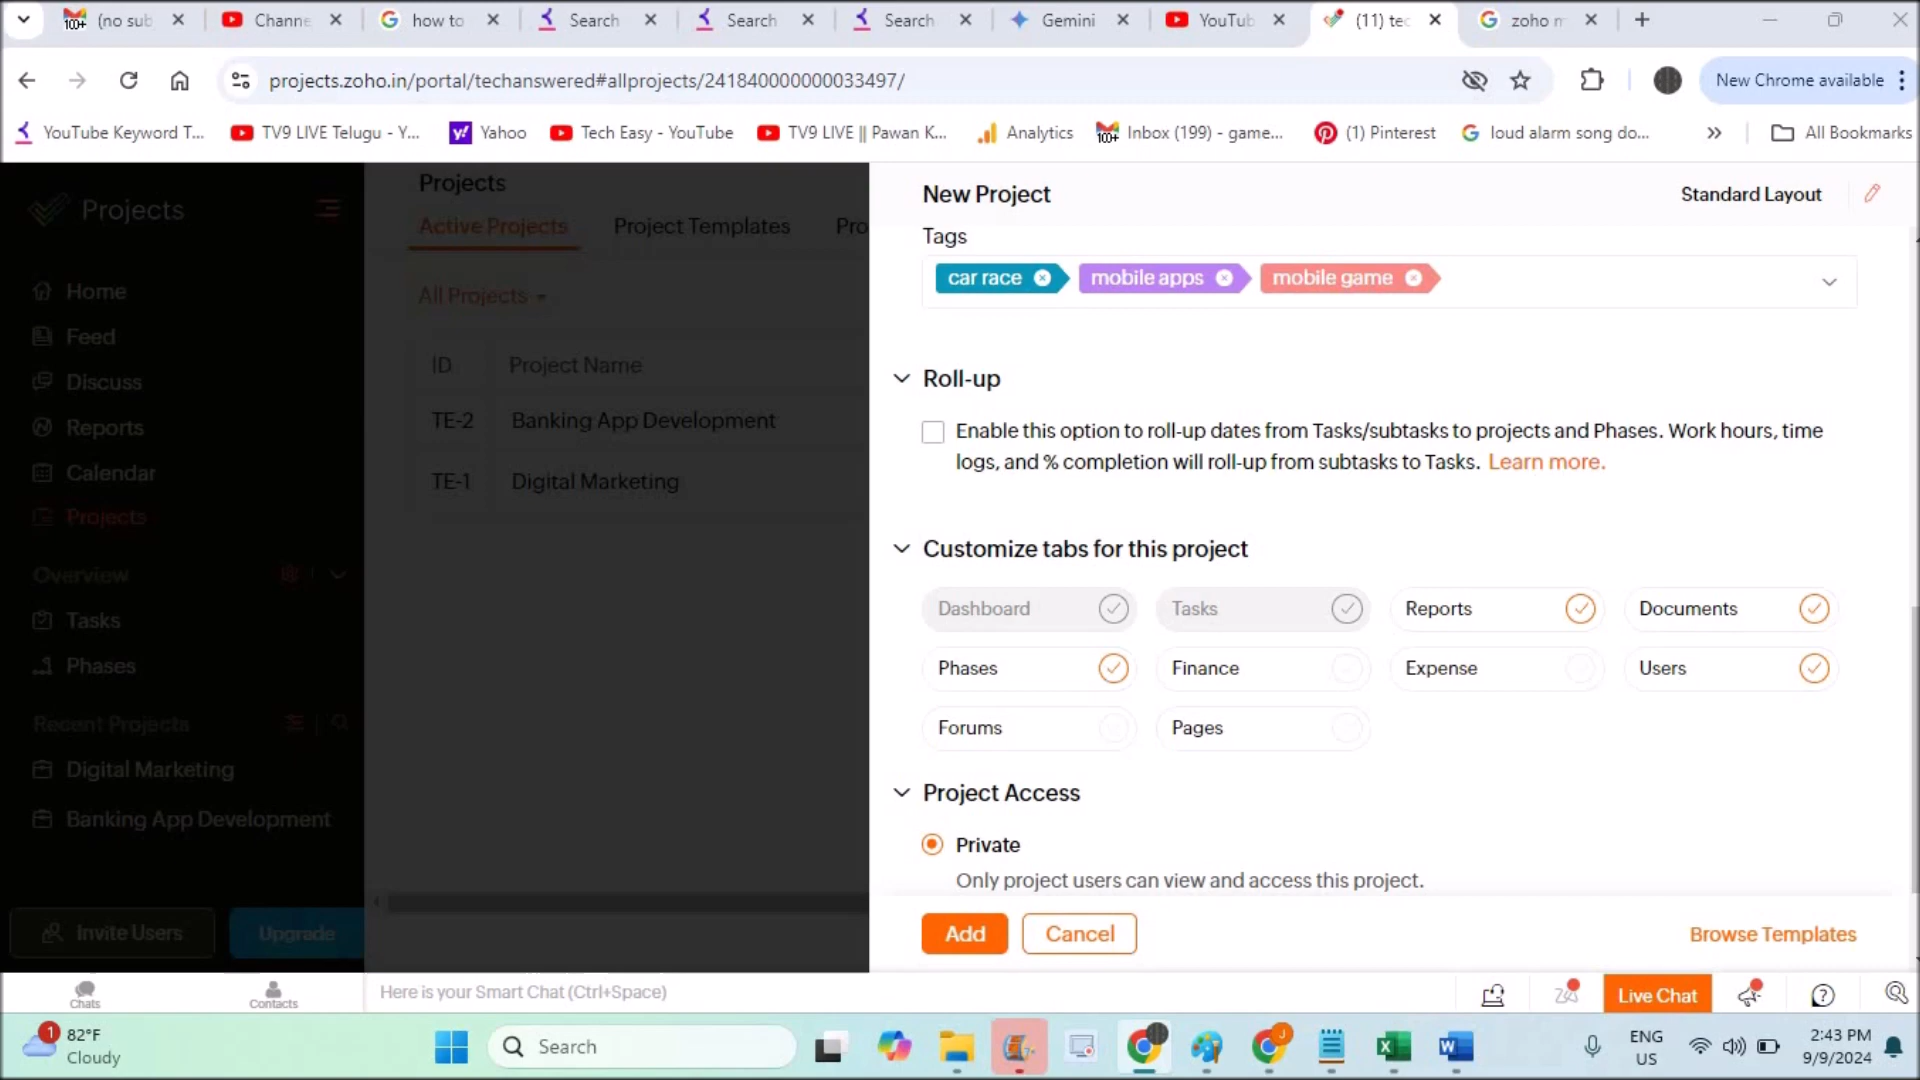 (no sub
Channe
how to
Search
Search
Search
Gemini
YouTub
(11) tec
zoho m
projects.zoho.in/portal/techanswered#allprojects/241840000000033497/
New Chrome available
YouTube Keyword T...
TV9 LIVE Telugu - Y...
Yahoo
Tech Easy - YouTube
TV9 LIVE || Pawan K...
Analytics
Inbox (199) - game...
(1) Pinterest
loud alarm song do...
All Bookmarks
Projects
Home
Feed
Discuss
Reports
Calendar
Projects
Overview
Tasks
Phases
Recent Projects
Digital Marketing
Banking App Development
Invite Users
Upgrade
Projects
Active Projects
Project Templates
Pro
All Projects
ID
Project Name
TE-2
Banking App Development
TE-1
Digital Marketing
New Project
Standard Layout
Tags
car race
mobile apps
mobile game
Roll-up
Enable this option to roll-up dates from Tasks/subtasks to projects and Phases. Work hours, time
logs, and % completion will roll-up from subtasks to Tasks. Learn more.
Customize tabs for this project
Dashboard
Tasks
Reports
Documents
Phases
Finance
Expense
Users
Forums
Pages
Project Access
Private
Only project users can view and access this project.
Add
Cancel
Browse Templates
Chats
Contacts
Here is your Smart Chat (Ctrl+Space)
Live Chat
1
82°F
Cloudy
Search
ENG
US
2:43 PM
9/9/2024